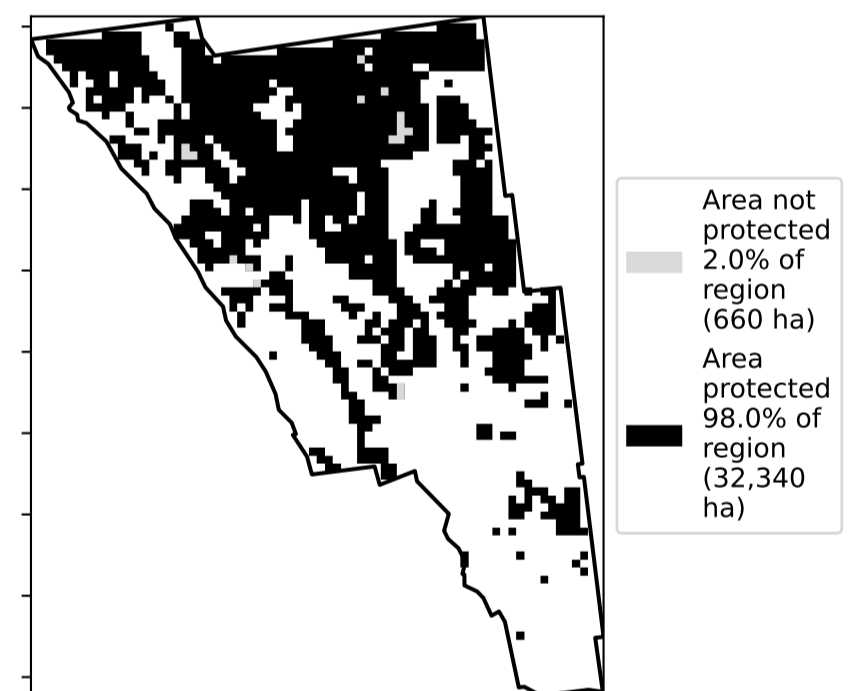 Area not
protected
2.0% of
region
(660 ha)
Area
protected
98.0% of
region
(32,340
ha)